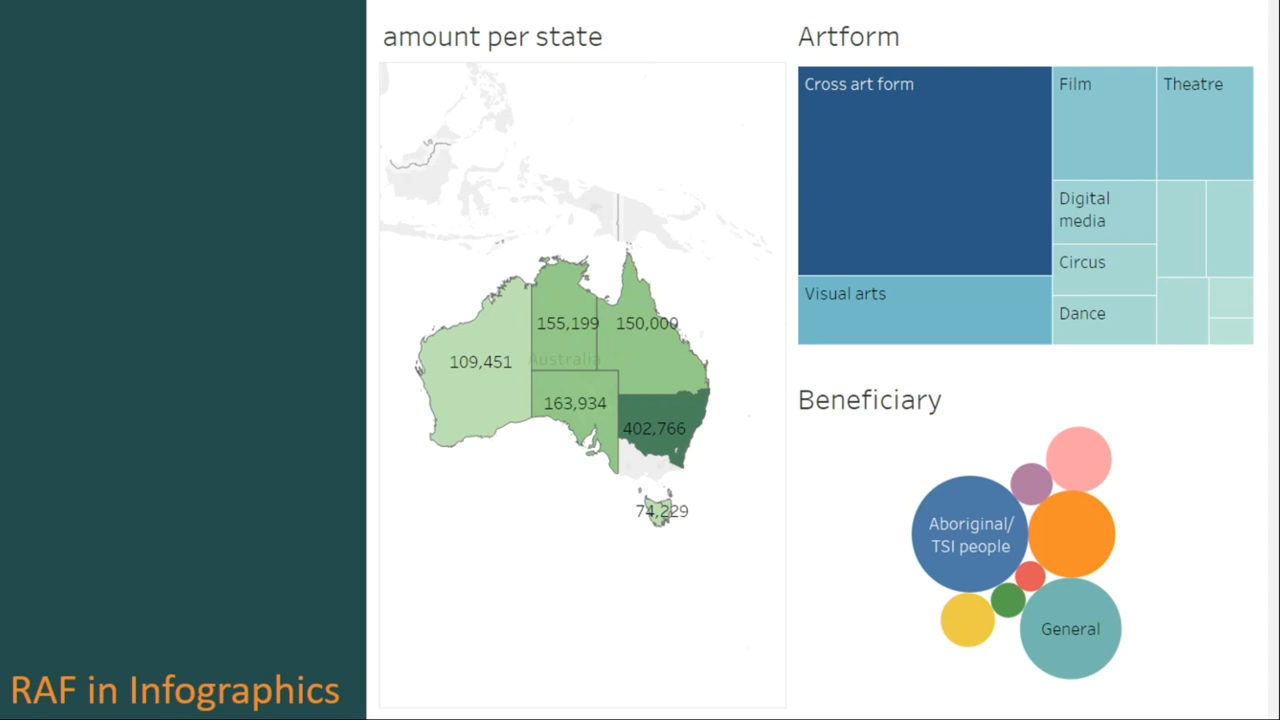 amount per state
155,199
150,000
109,451
Australia
163,934
402,766
74,229
Artform
Cross art form
Film
Theatre
Digital
media
Circus
Visual arts
Dance
Beneficiary
Aboriginal/
TSI people
General
RAF in Infographics